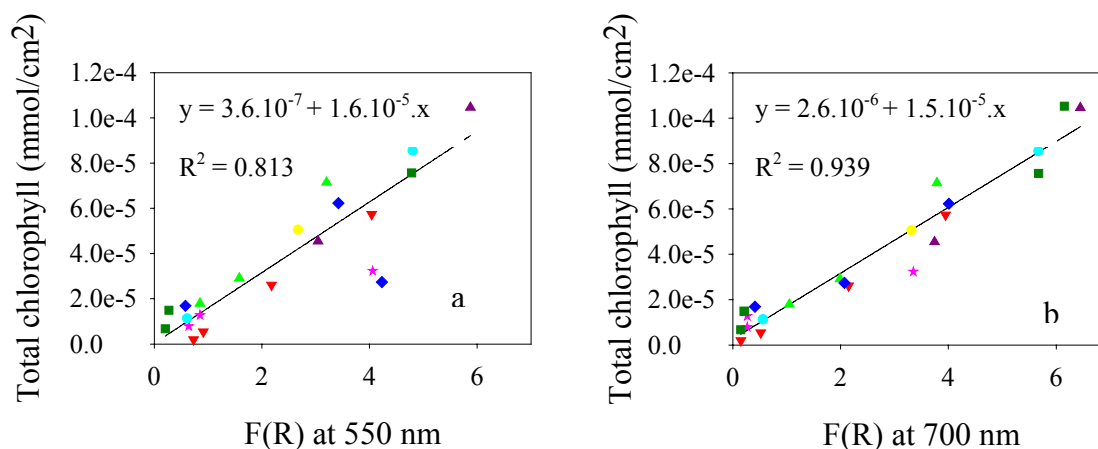 Total chlorophyll (mmol/cm2)
1.2e-4
1.0e-4
8.0e-5
6.0e-5
4.0e-5
2.0e-5
0.0
y = 3.6.10⁻⁷ + 1.6.10⁻⁵.x
R² = 0.813
a
0 2 4 6
F(R) at 550 nm
Total chlorophyll (mmol/cm2)
1.2e-4
1.0e-4
8.0e-5
6.0e-5
4.0e-5
2.0e-5
0.0
y = 2.6.10⁻⁶ + 1.5.10⁻⁵.x
R² = 0.939
b
0 2 4 6
F(R) at 700 nm